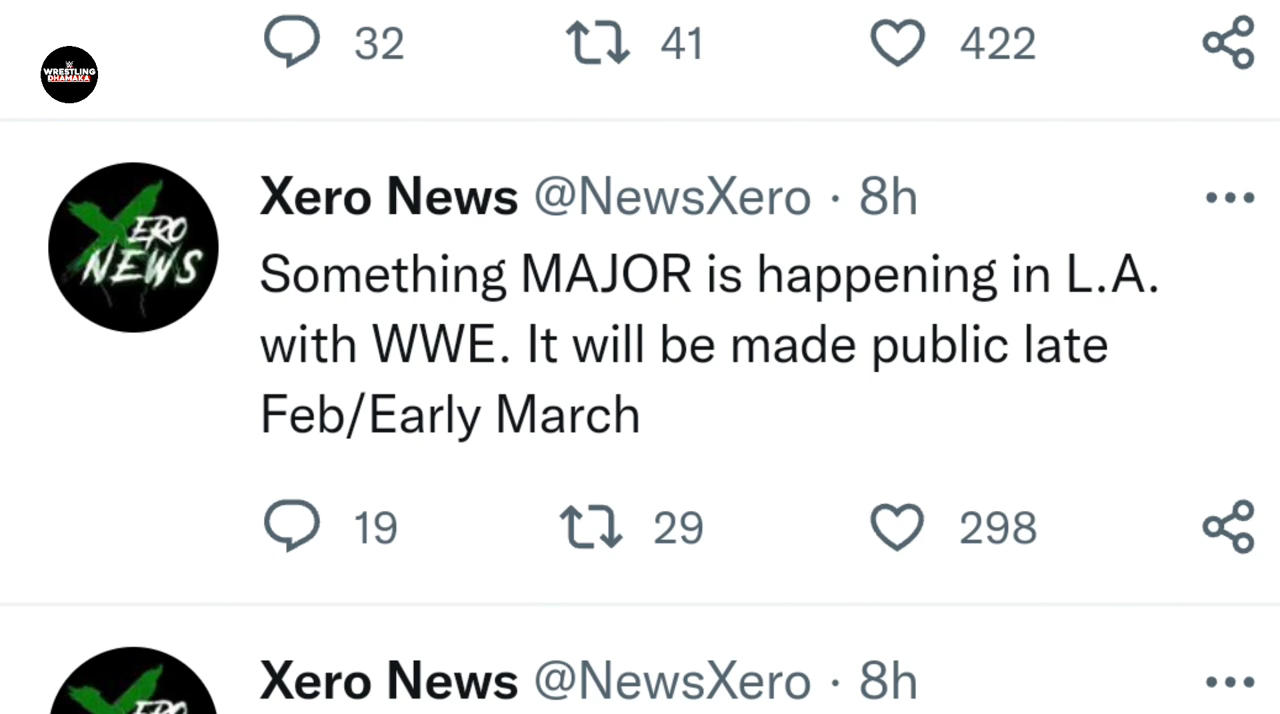 32 41 422
WRESTLING
DHAMAKA
Xero News @NewsXero · 8h
XERO
NEWS
Something MAJOR is happening in L.A.
with WWE. It will be made public late
Feb/Early March
19 29 298
Xero News @NewsXero · 8h